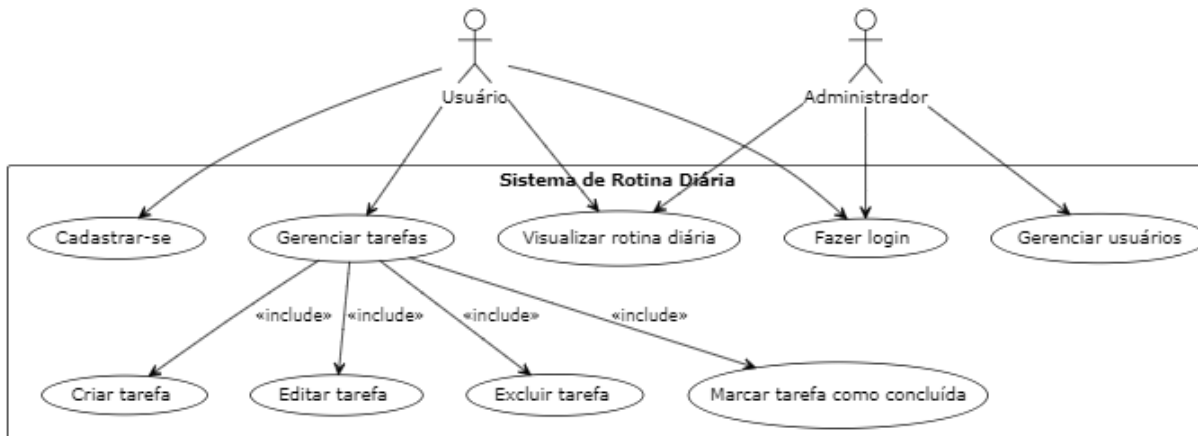 Usuário
Administrador
Sistema de Rotina Diária
Cadastrar-se
Gerenciar tarefas
Visualizar rotina diária
Fazer login
Gerenciar usuários
«include»
«include»
«include»
«include»
Criar tarefa
Editar tarefa
Excluir tarefa
Marcar tarefa como concluída